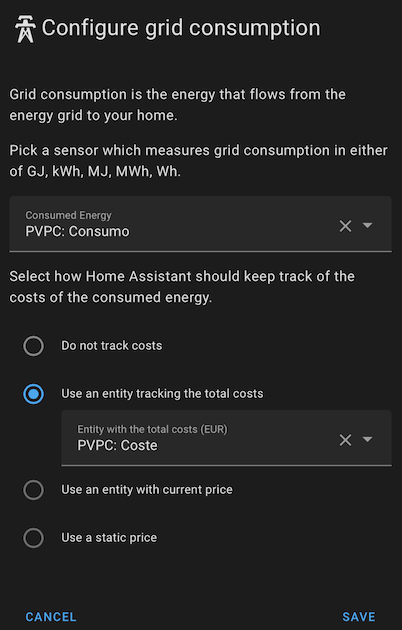 Configure grid consumption
Grid consumption is the energy that flows from the
energy grid to your home.
Pick a sensor which measures grid consumption in either
of GJ, kWh, MJ, MWh, Wh.
Consumed Energy
PVPC: Consumo
Select how Home Assistant should keep track of the
costs of the consumed energy.
Do not track costs
Use an entity tracking the total costs
Entity with the total costs (EUR)
PVPC: Coste
Use an entity with current price
Use a static price
CANCEL
SAVE